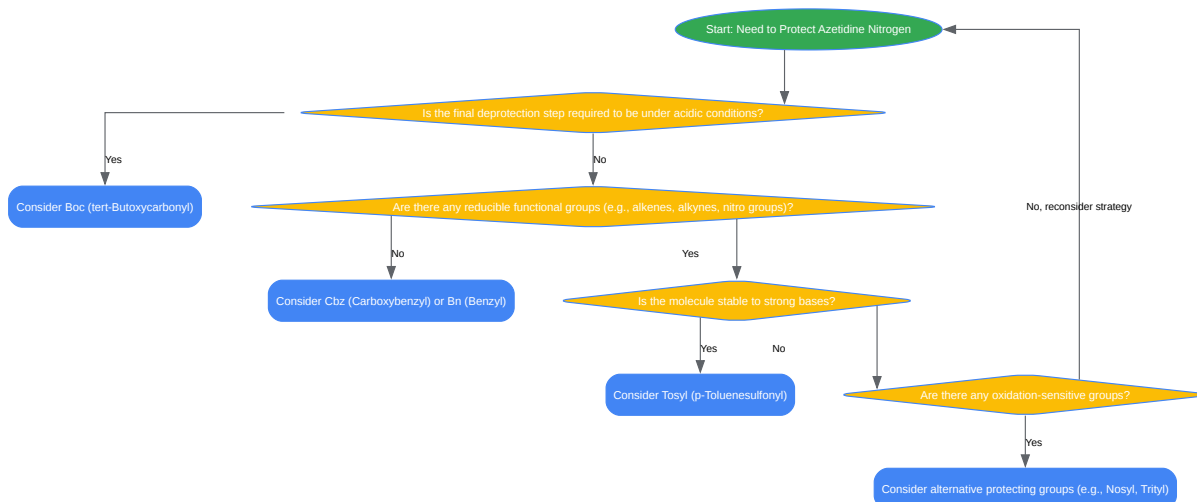 Start: Need to Protect Azetidine Nitrogen
Is the final deprotection step required to be under acidic conditions?
Yes
No
Consider Boc (tert-Butoxycarbonyl)
Are there any reducible functional groups (e.g., alkenes, alkynes, nitro groups)?
No, reconsider strategy
No
Yes
Consider Cbz (Carboxybenzyl) or Bn (Benzyl)
Is the molecule stable to strong bases?
Yes
No
Consider Tosyl (p-Toluenesulfonyl)
Are there any oxidation-sensitive groups?
Yes
Consider alternative protecting groups (e.g., Nosyl, Trityl)